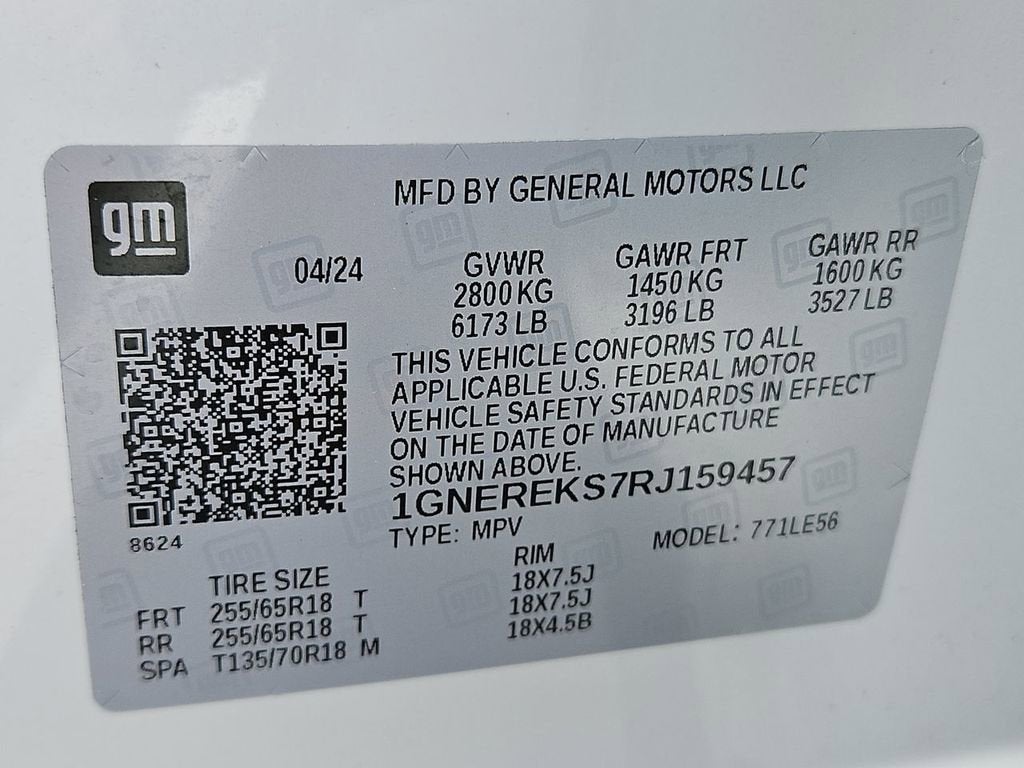 gm
MFD BY GENERAL MOTORS LLC
04/24
GVWR GAWR FRT GAWR RR
2800 KG 1450 KG 1600 KG
6173 LB 3196 LB 3527 LB
THIS VEHICLE CONFORMS TO ALL
APPLICABLE U.S. FEDERAL MOTOR
VEHICLE SAFETY STANDARDS IN EFFECT
ON THE DATE OF MANUFACTURE
SHOWN ABOVE.
1GNEREKS7RJ159457
8624
TYPE: MPV MODEL: 771LE56
TIRE SIZE RIM
FRT 255/65R18 T 18X7.5J
RR 255/65R18 T 18X7.5J
SPA T135/70R18 M 18X4.5B